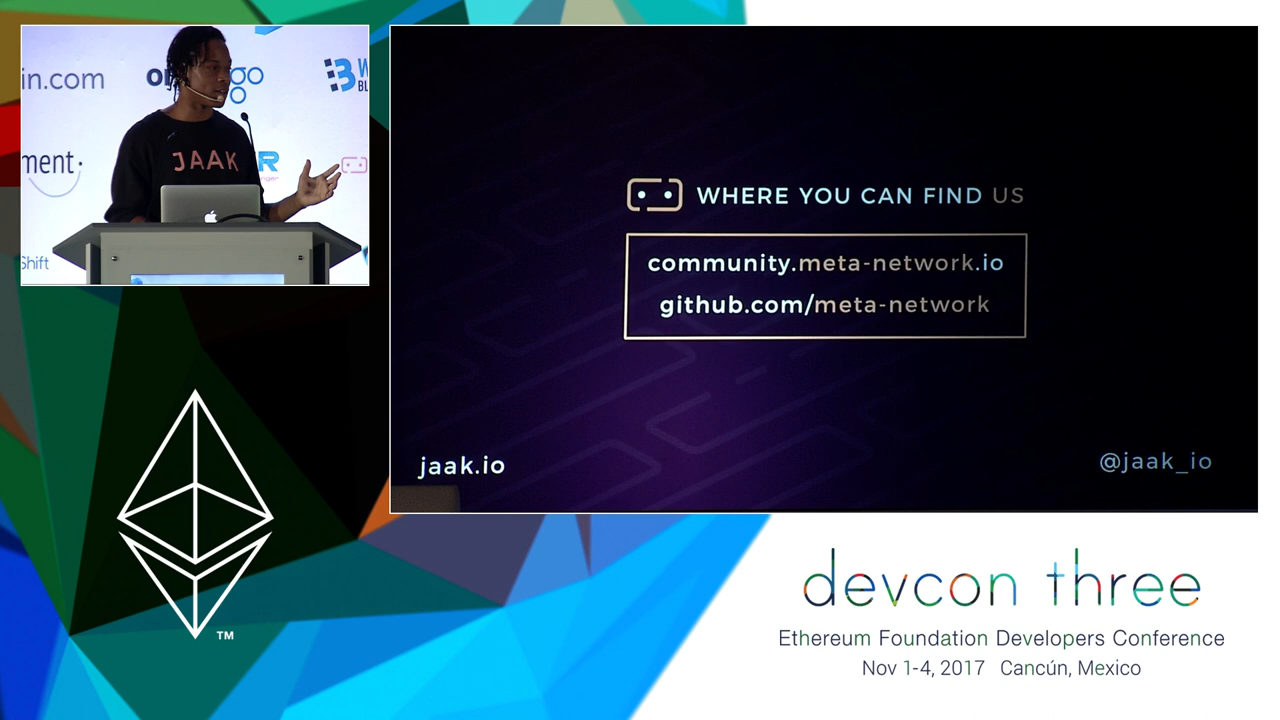 in.com
JAAK
ment.
Shift
WHERE YOU CAN FIND US
community.meta-network.io
github.com/meta-network
jaak.io
@jaak_io
TM
devcon three
Ethereum Foundation Developers Conference
Nov 1-4, 2017 Cancún, Mexico